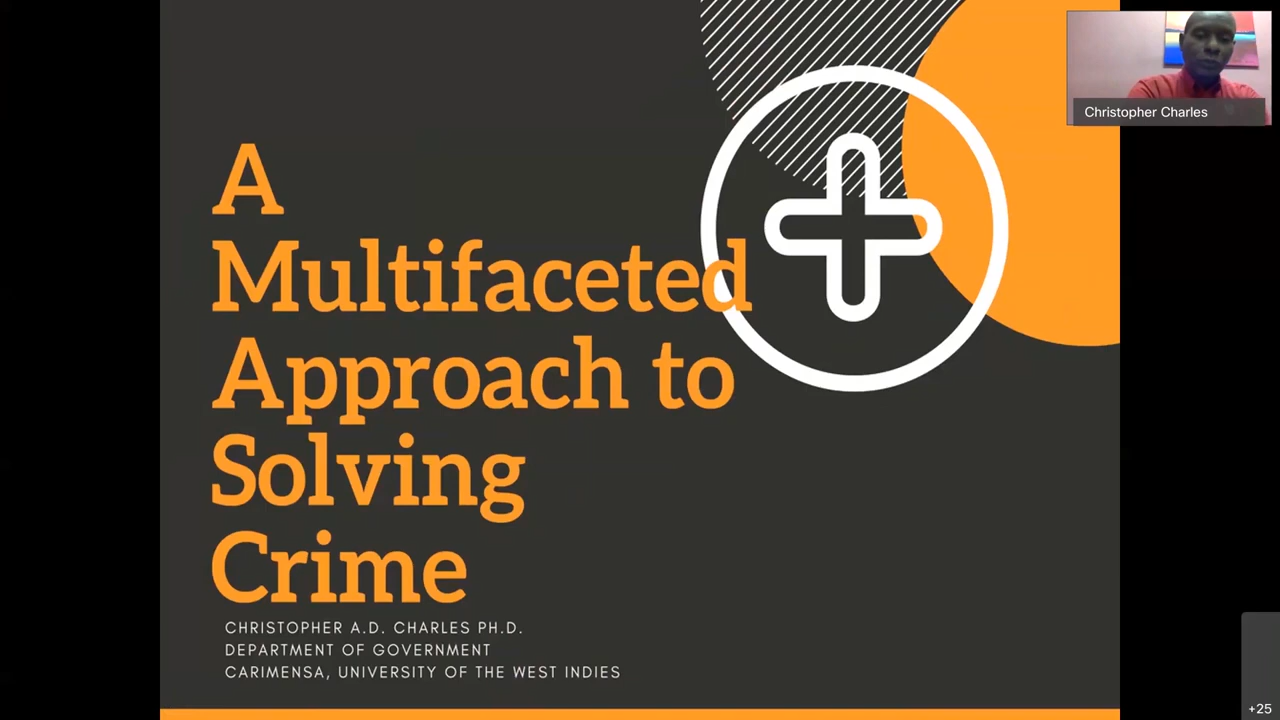 Christopher Charles
A
Multifaceted
Approach to
Solving
Crime
CHRISTOPHER A.D. CHARLES PH.D.
DEPARTMENT OF GOVERNMENT
CARIMENSA, UNIVERSITY OF THE WEST INDIES
+25